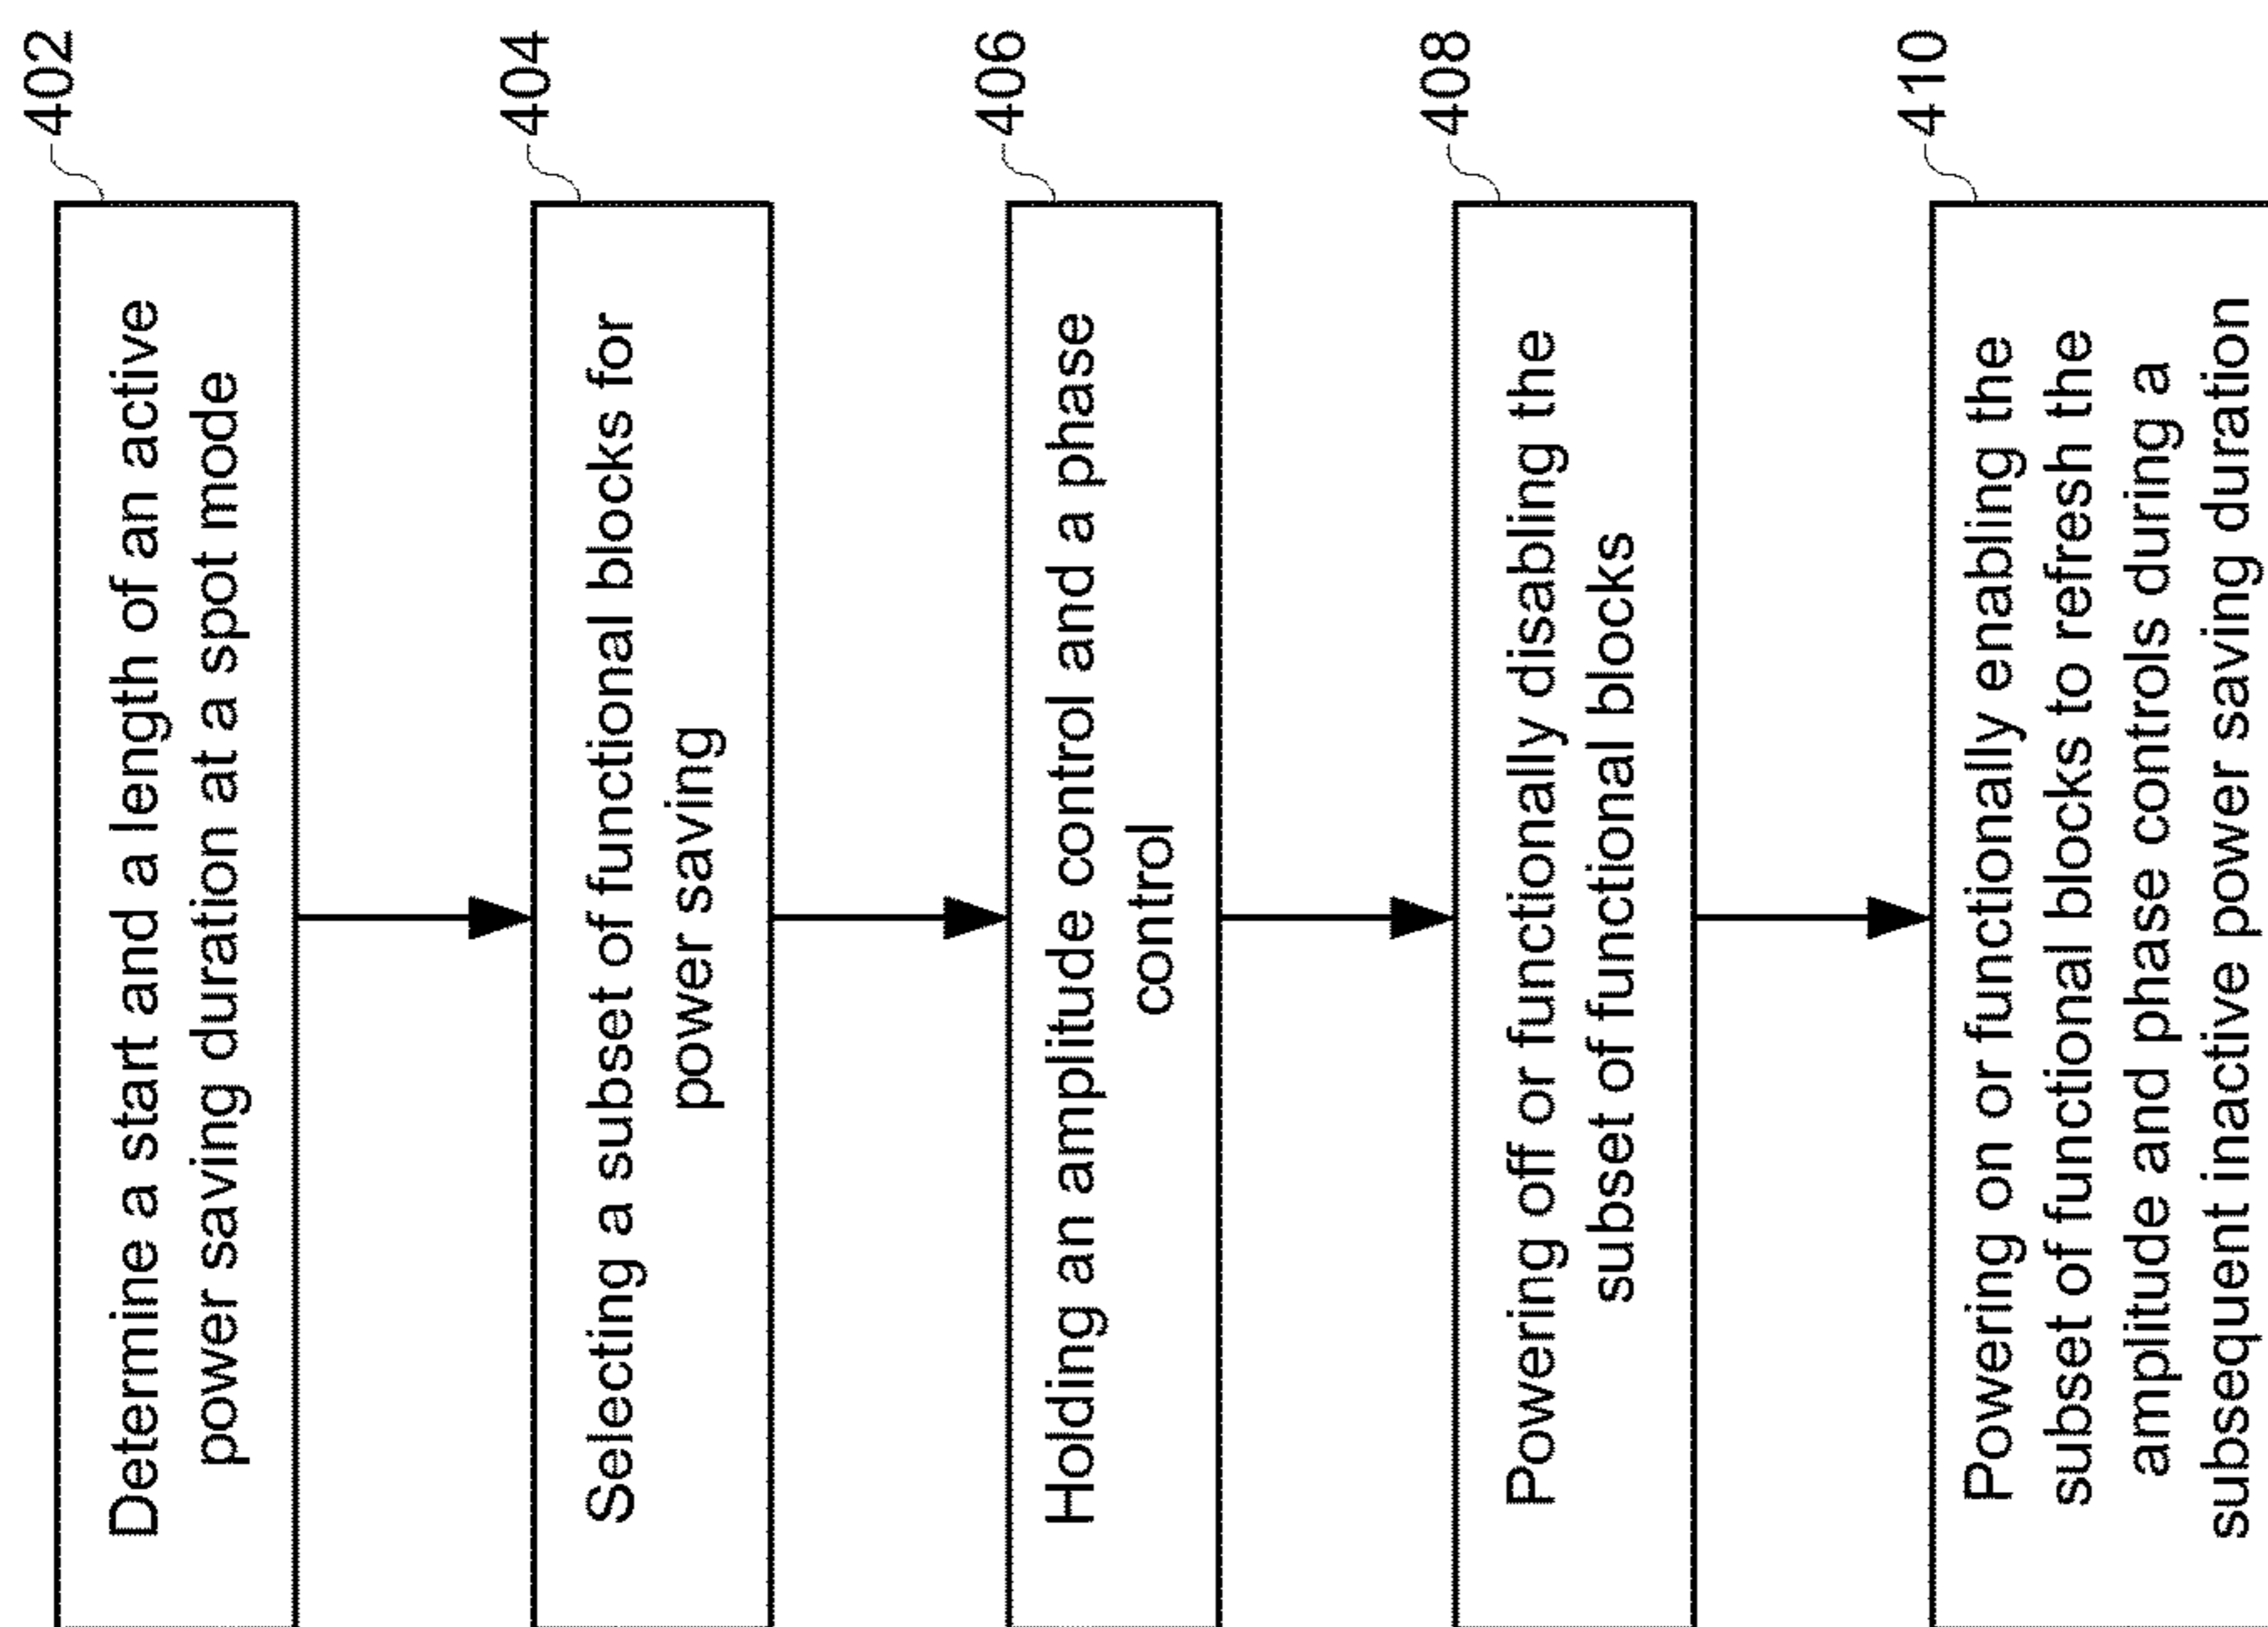 402
Determine a start and a length of an active
power saving duration at a spot mode
404
Selecting a subset of functional blocks for
power saving
406
Holding an amplitude control and a phase
control
408
Powering off or functionally disabling the
subset of functional blocks
410
Powering on or functionally enabling the
subset of functional blocks to refresh the
amplitude and phase controls during a
subsequent inactive power saving duration